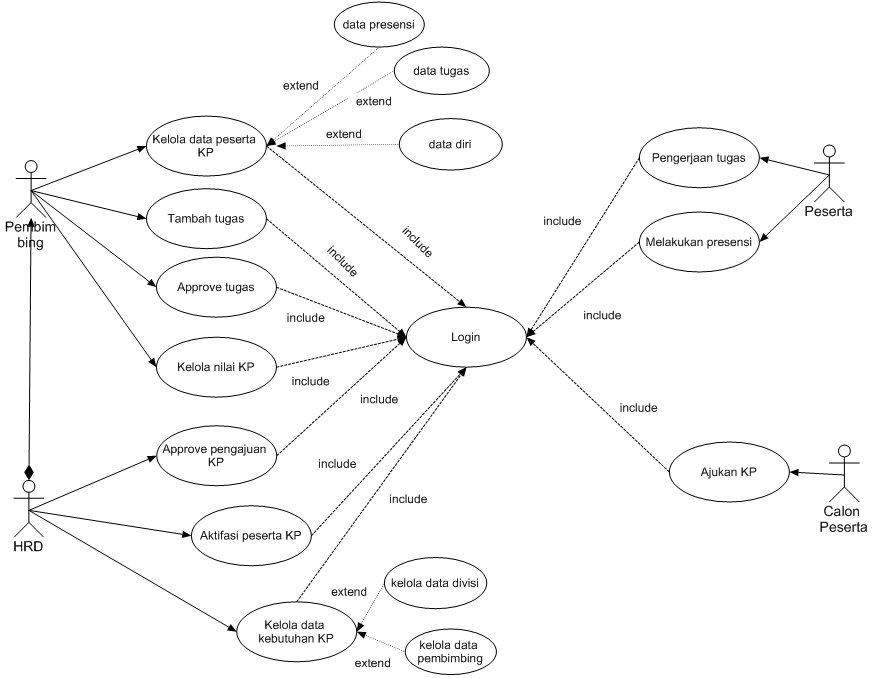 data presensi
data tugas
extend
extend
extend
data diri
Kelola data peserta
KP
Pengerjaan tugas
Peserta
Pembim
bing
Tambah tugas
include
include
include
Melakukan presensi
Approve tugas
include
include
Login
Kelola nilai KP
include
include
include
Approve pengajuan
KP
include
Ajukan KP
Calon
Peserta
include
HRD
Aktifasi peserta KP
extend
kelola data divisi
Kelola data
kebutuhan KP
kelola data
pembimbing
extend